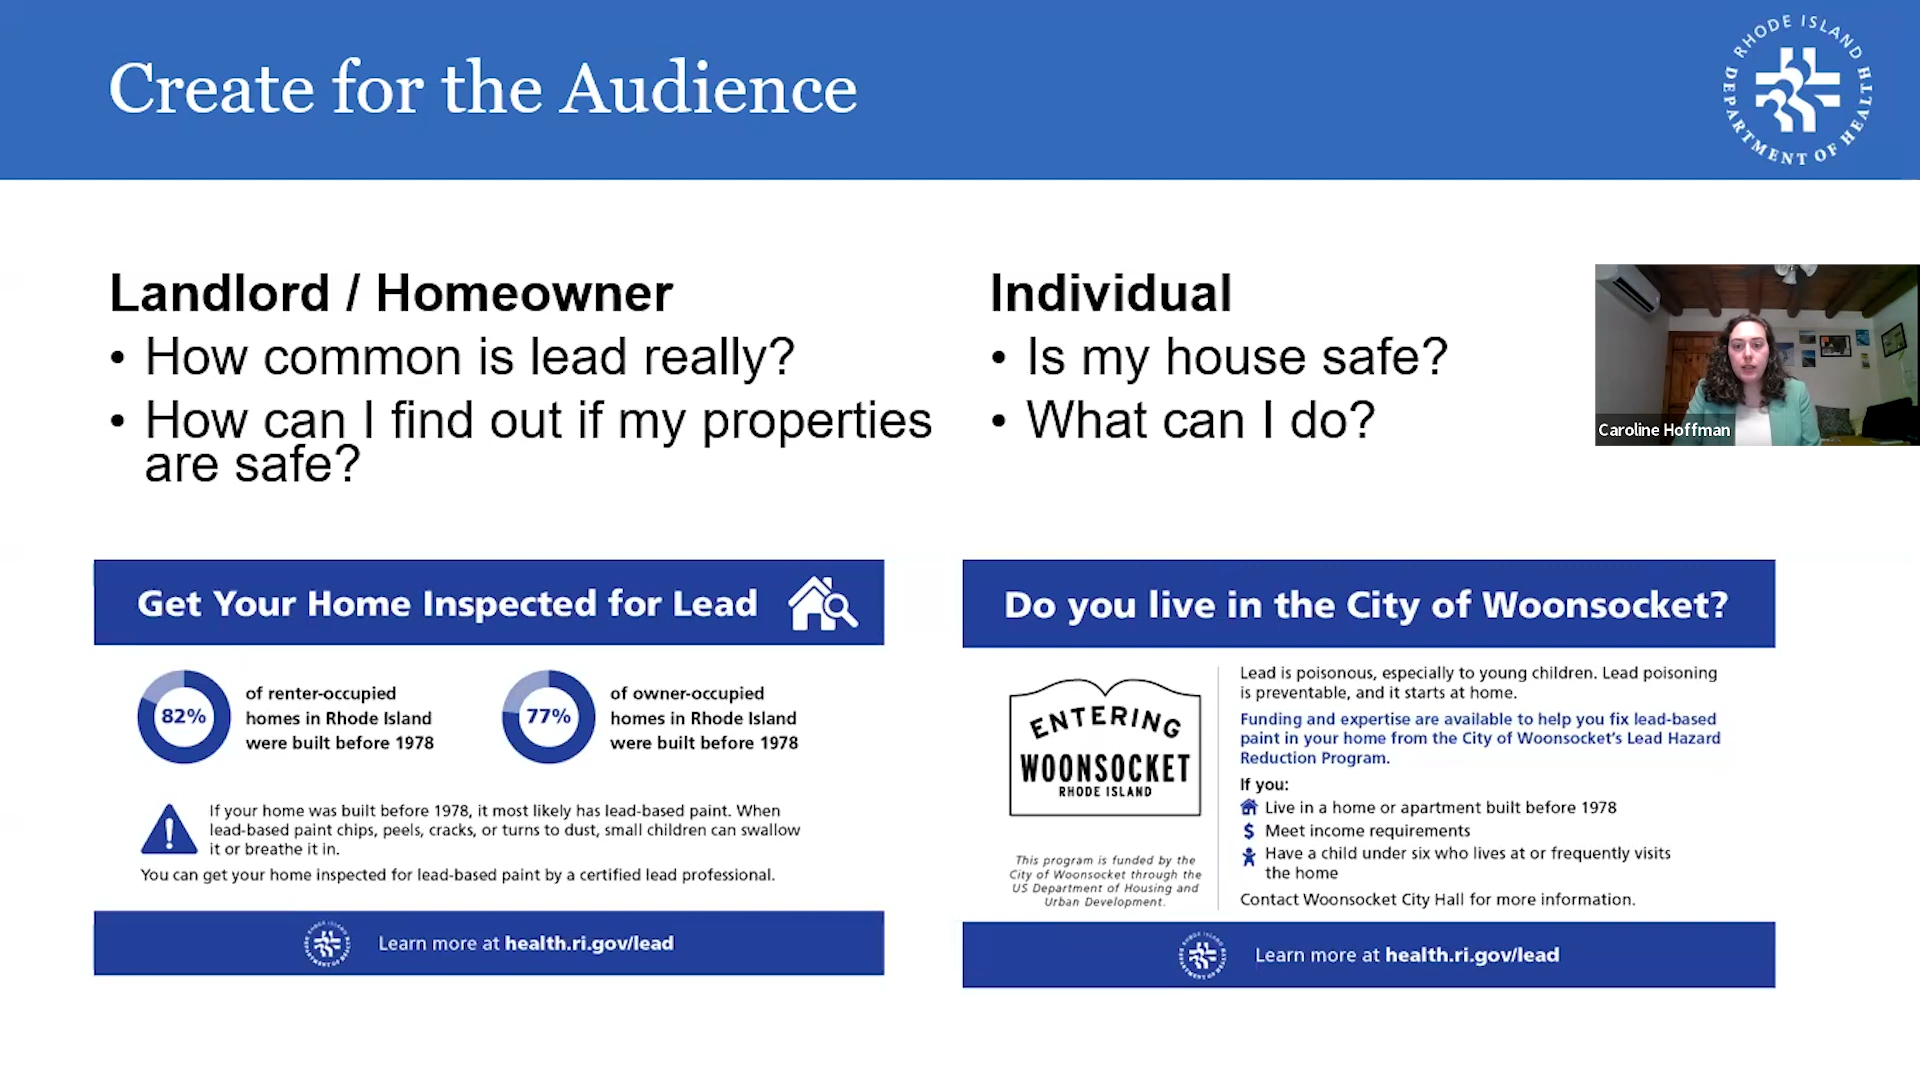 Create for the Audience
RHODE ISLAND
DEPARTMENT OF HEALTH
Landlord / Homeowner
• How common is lead really?
• How can I find out if my properties
are safe?
Individual
• Is my house safe?
• What can I do?
Caroline Hoffman
Get Your Home Inspected for Lead
82%
of renter-occupied
homes in Rhode Island
were built before 1978
77%
of owner-occupied
homes in Rhode Island
were built before 1978
If your home was built before 1978, it most likely has lead-based paint. When
lead-based paint chips, peels, cracks, or turns to dust, small children can swallow
it or breathe it in.
You can get your home inspected for lead-based paint by a certified lead professional.
Learn more at health.ri.gov/lead
Do you live in the City of Woonsocket?
ENTERING
WOONSOCKET
RHODE ISLAND
This program is funded by the
City of Woonsocket through the
US Department of Housing and
Urban Development.
Lead is poisonous, especially to young children. Lead poisoning
is preventable, and it starts at home.
Funding and expertise are available to help you fix lead-based
paint in your home from the City of Woonsocket's Lead Hazard
Reduction Program.
If you:
Live in a home or apartment built before 1978
$ Meet income requirements
Have a child under six who lives at or frequently visits
the home
Contact Woonsocket City Hall for more information.
Learn more at health.ri.gov/lead